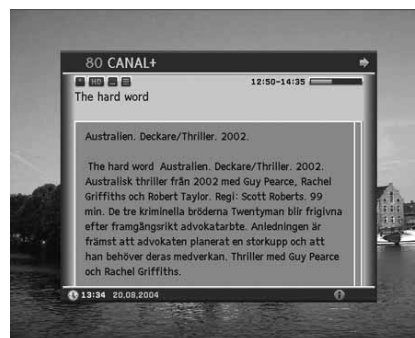 80 CANAL+
HD
12:50-14:35
The hard word
Australien. Deckare/Thriller. 2002.
The hard word Australien. Deckare/Thriller. 2002.
Australisk thriller från 2002 med Guy Pearce, Rachel
Griffiths och Robert Taylor. Regi: Scott Roberts. 99
min. De tre kriminella bröderna Twentyman blir frigivna
efter framgångsrikt advokatarbte. Anledningen är
främst att advokaten planerat en storkupp och att
han behöver deras medverkan. Thriller med Guy Pearce
och Rachel Griffiths.
13:34 20.08.2004